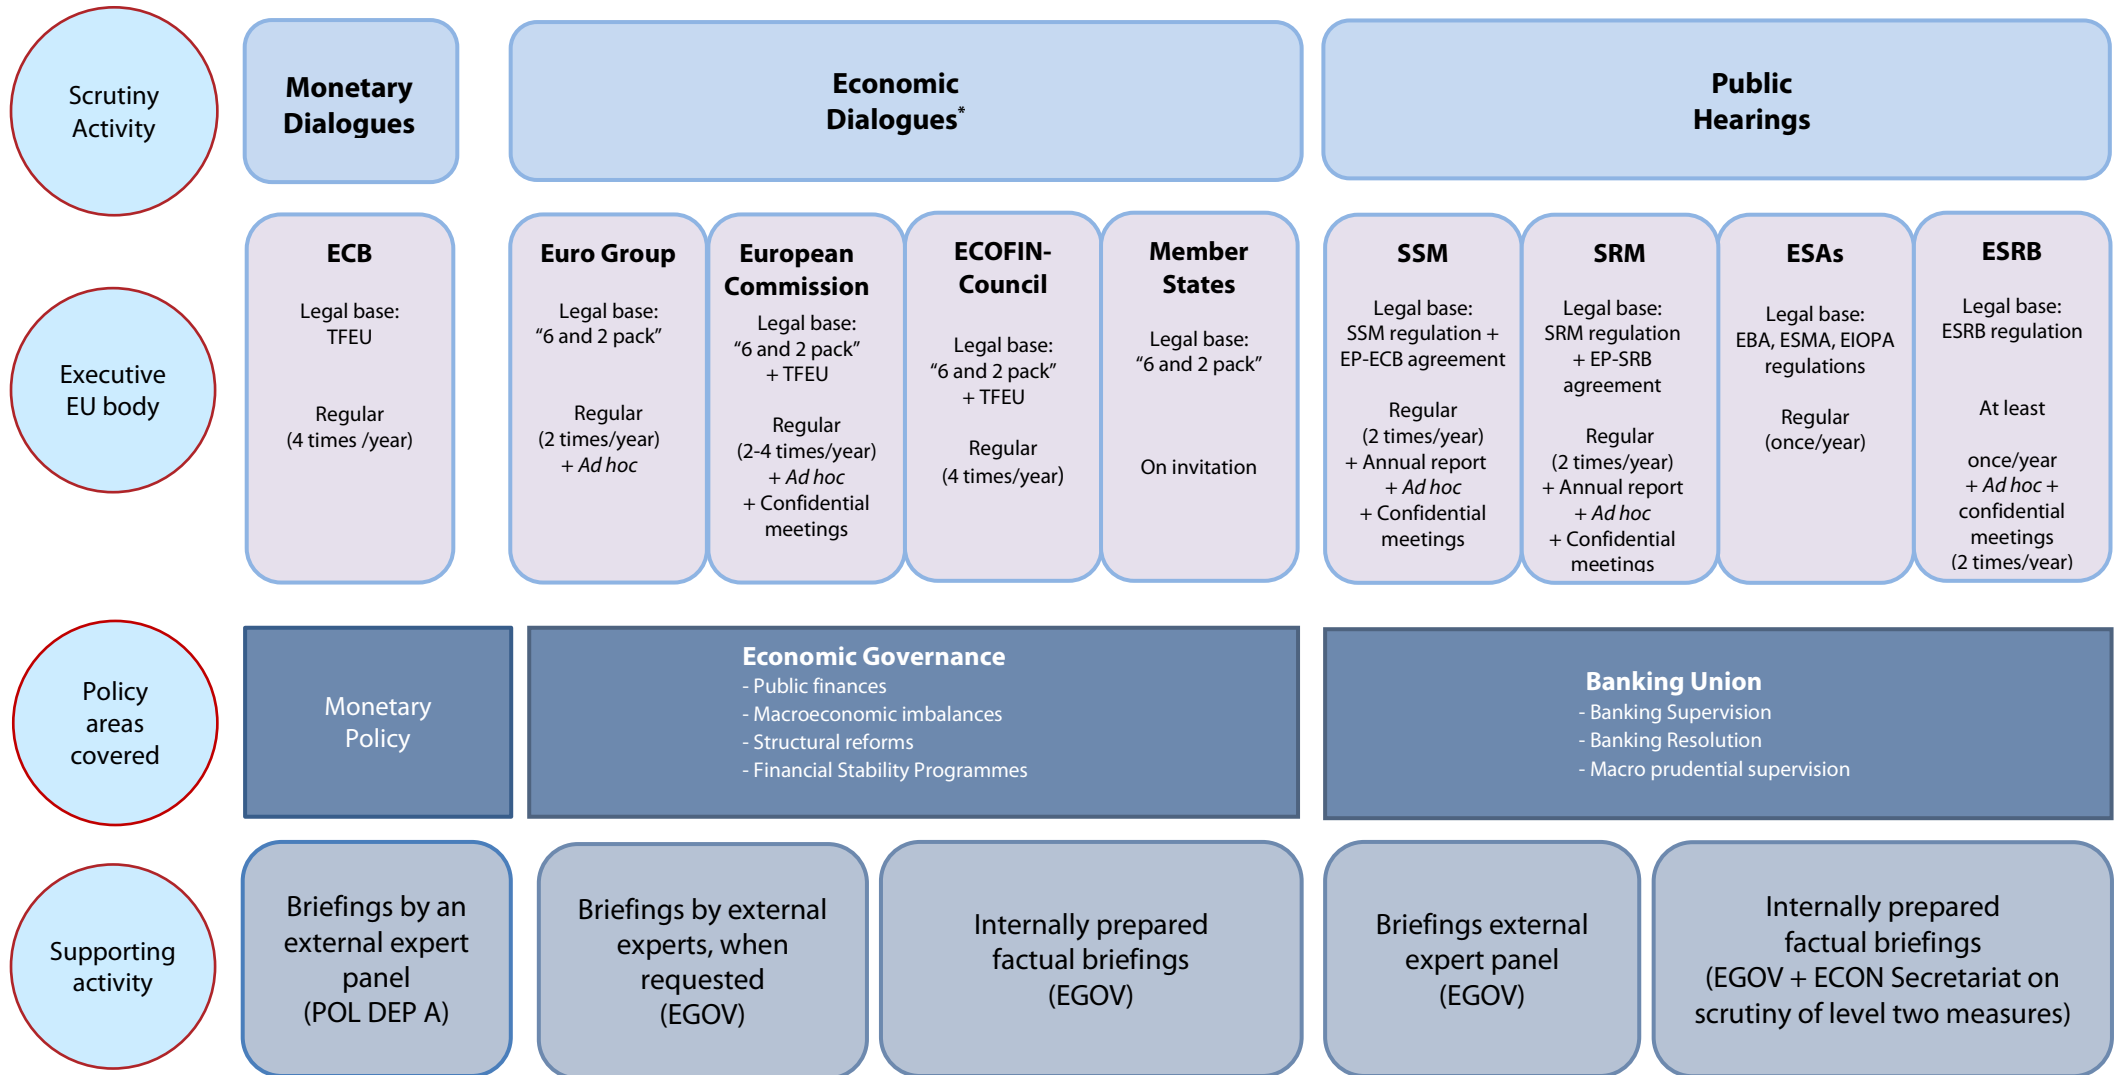 Scrutiny
Activity
Monetary
Dialogues
Economic
Dialogues*
Public
Hearings
Executive
EU body
ECB
Legal base:
TFEU
Regular
(4 times /year)
Euro Group
Legal base:
“6 and 2 pack”
Regular
(2 times/year)
+ Ad hoc
European
Commission
Legal base:
“6 and 2 pack”
+ TFEU
Regular
(2-4 times/year)
+ Ad hoc
+ Confidential
meetings
ECOFIN-
Council
Legal base:
“6 and 2 pack”
+ TFEU
Regular
(4 times/year)
Member
States
Legal base:
“6 and 2 pack”
On invitation
SSM
Legal base:
SSM regulation +
EP-ECB agreement
Regular
(2 times/year)
+ Annual report
+ Ad hoc
+ Confidential
meetings
SRM
Legal base:
SRM regulation
+ EP-SRB
agreement
Regular
(2 times/year)
+ Annual report
+ Ad hoc
+ Confidential
meetings
ESAs
Legal base:
EBA, ESMA, EIOPA
regulations
Regular
(once/year)
ESRB
Legal base:
ESRB regulation
At least
once/year
+ Ad hoc +
confidential
meetings
(2 times/year)
Policy
areas
covered
Monetary
Policy
Economic Governance
- Public finances
- Macroeconomic imbalances
- Structural reforms
- Financial Stability Programmes
Banking Union
- Banking Supervision
- Banking Resolution
- Macro prudential supervision
Supporting
activity
Briefings by an
external expert
panel
(POL DEP A)
Briefings by external
experts, when
requested
(EGOV)
Internally prepared
factual briefings
(EGOV)
Briefings external
expert panel
(EGOV)
Internally prepared
factual briefings
(EGOV + ECON Secretariat on
scrutiny of level two measures)